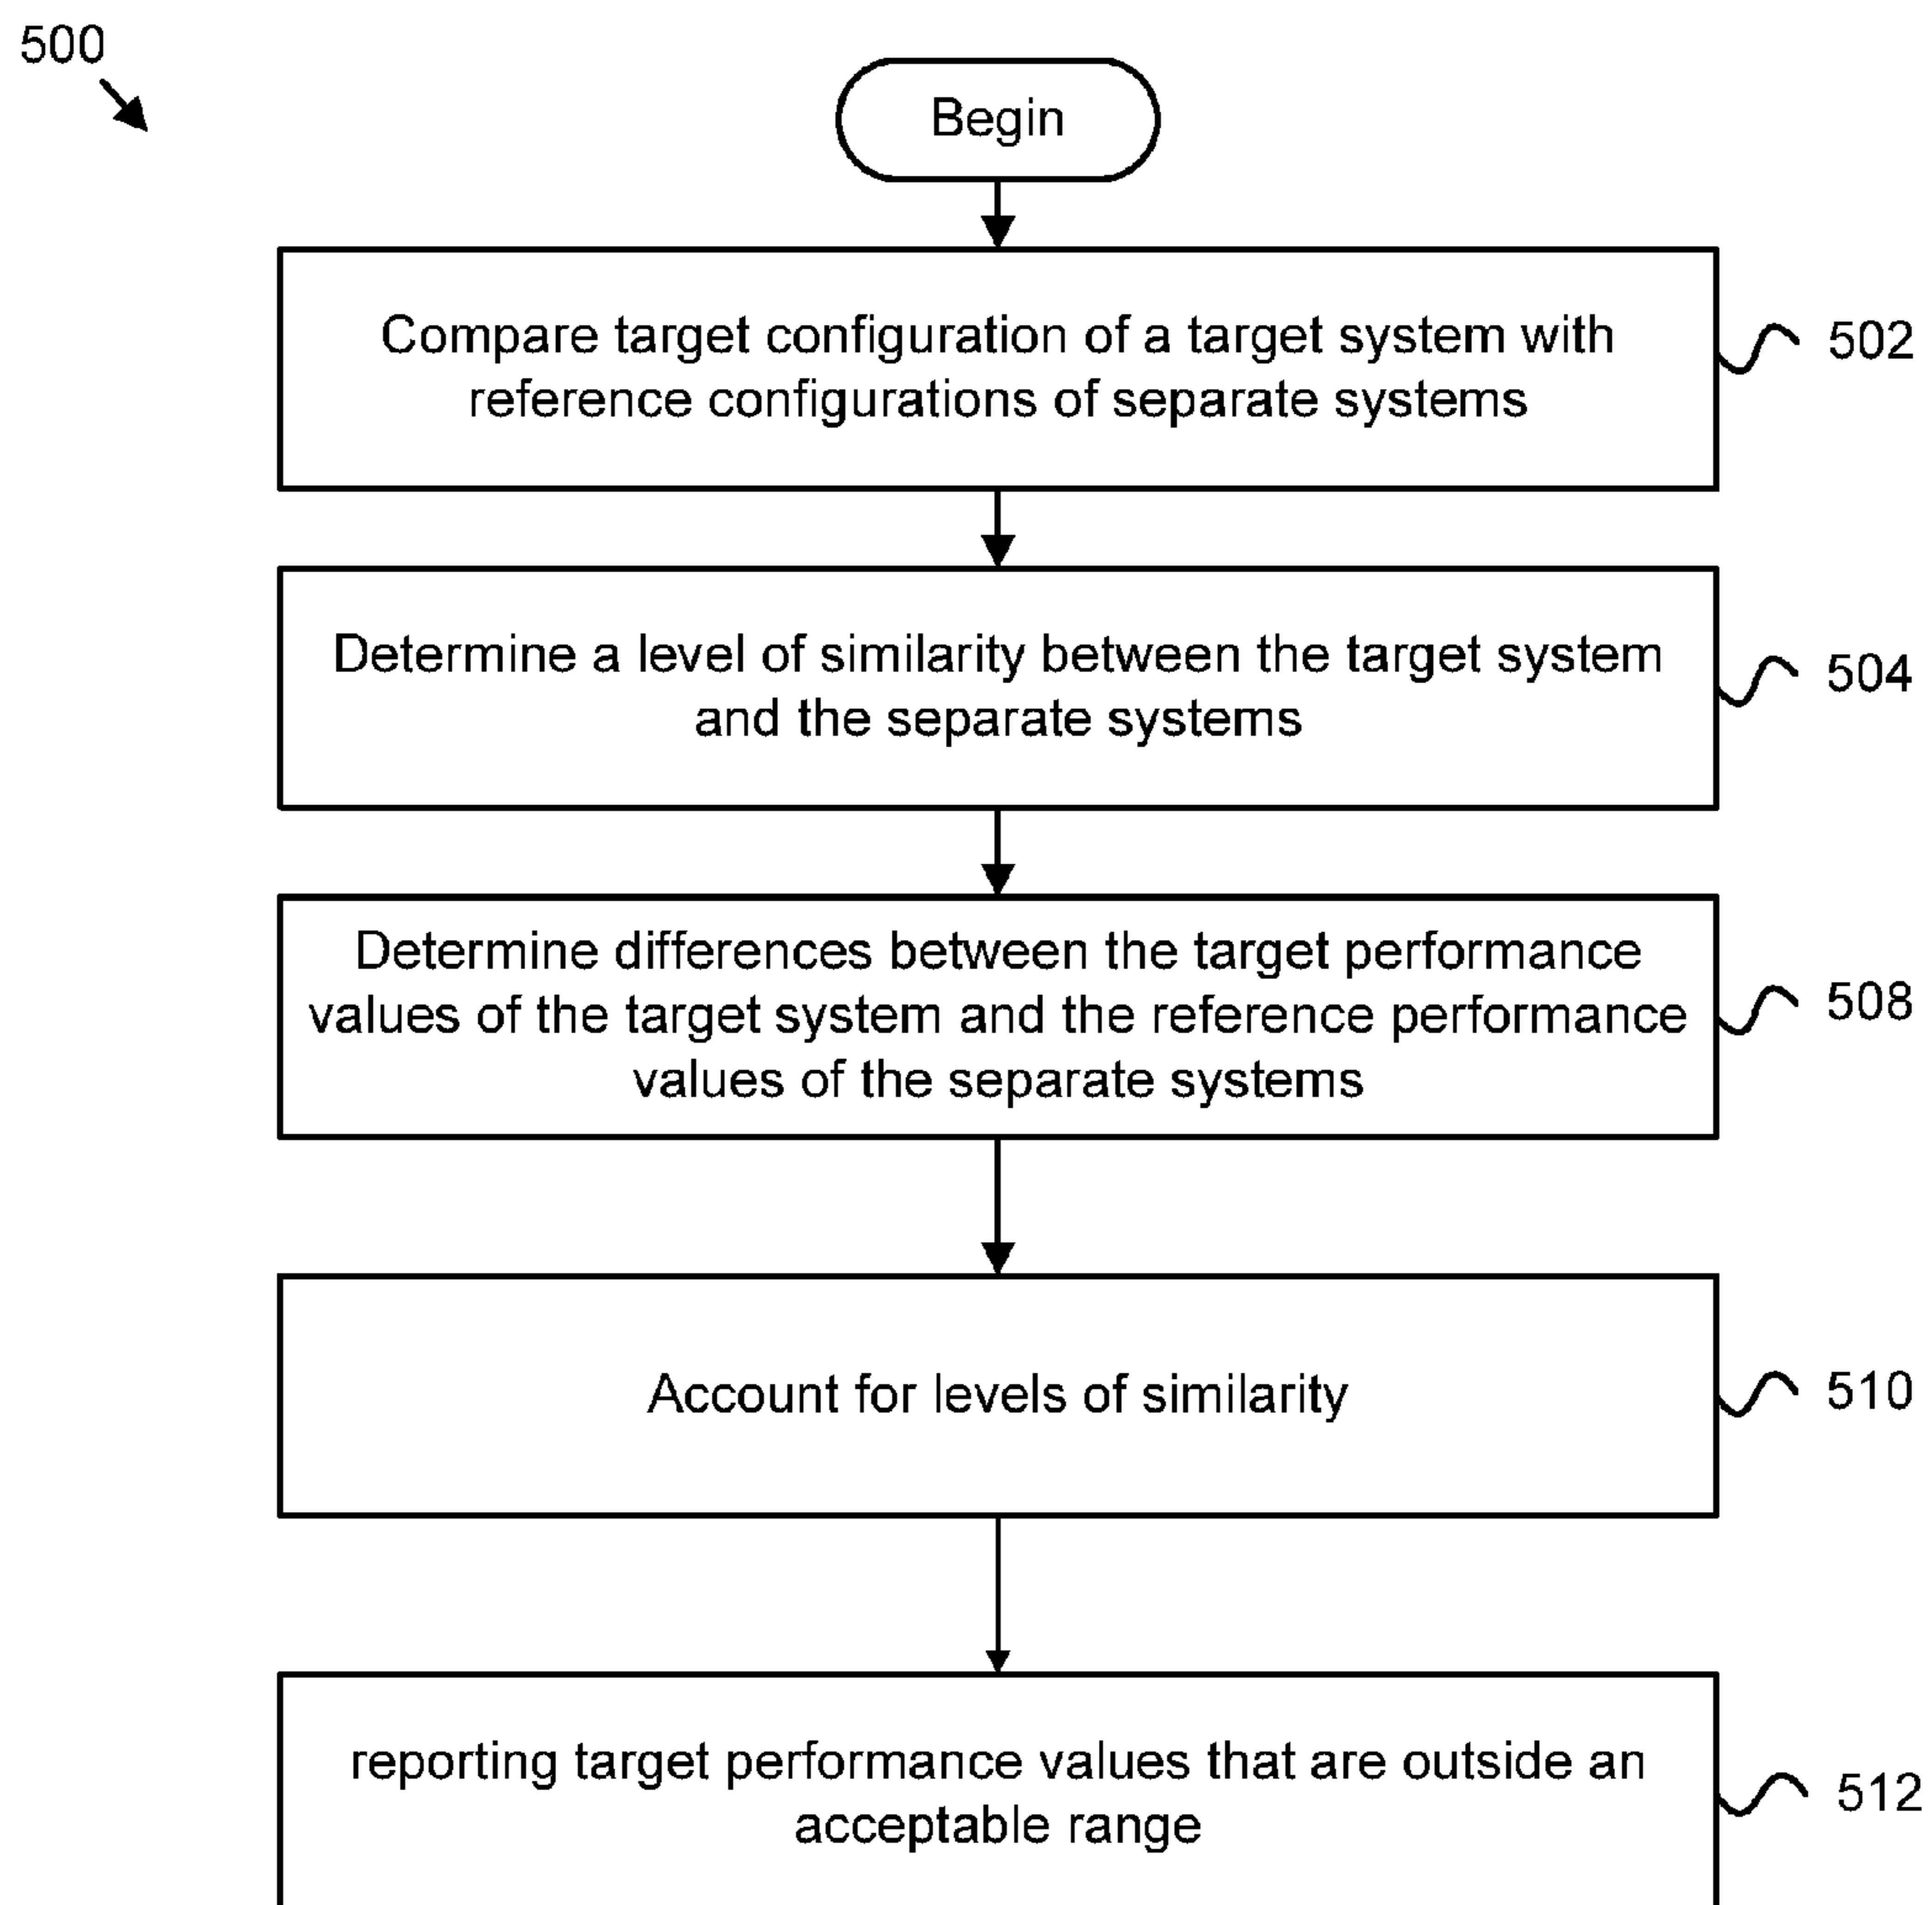 500
Begin
Compare target configuration of a target system with
reference configurations of separate systems
502
Determine a level of similarity between the target system
and the separate systems
504
Determine differences between the target performance
values of the target system and the reference performance
values of the separate systems
508
Account for levels of similarity
510
reporting target performance values that are outside an
acceptable range
512